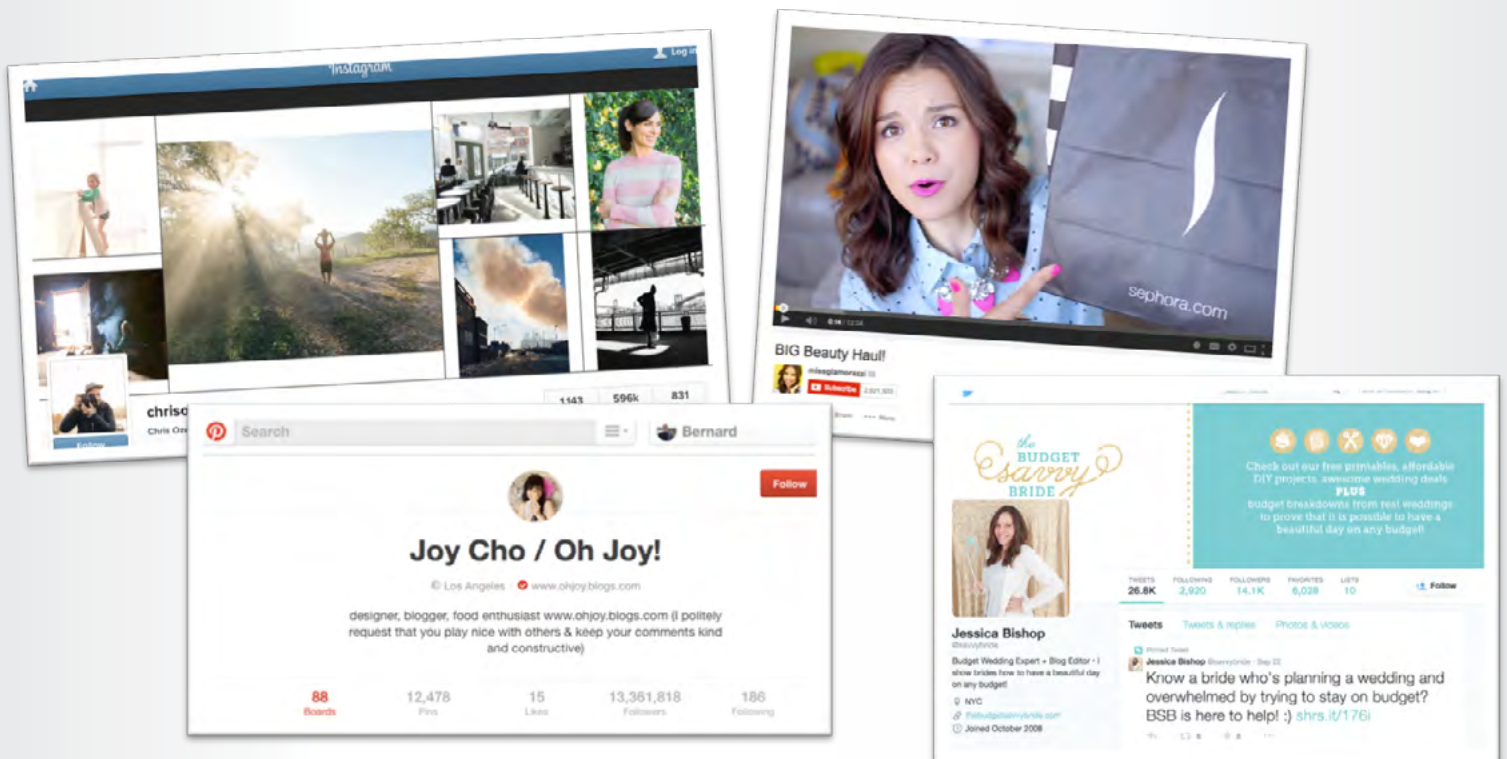 Instagram
Log in
chriso
Chris Oze
Follow
1,143
596k
831
sephora.com
0:14 / 12:24
BIG Beauty Haul!
missglamorazzi
Subscribe
Share
More
Search
Bernard
Follow
Joy Cho / Oh Joy!
Los Angeles
www.ohjoy.blogs.com
designer, blogger, food enthusiast www.ohjoy.blogs.com (I politely
request that you play nice with others & keep your comments kind
and constructive)
88
12,478
15
13,361,818
186
Boards
Pins
Likes
Followers
Following
the
BUDGET
savvy
BRIDE
Check out our free printables, affordable
DIY projects, awesome wedding deals
PLUS
budget breakdowns from real weddings
to prove that it is possible to have a
beautiful day on any budget!
TWEETS
FOLLOWING
FOLLOWERS
FAVORITES
LISTS
26.8K
2,920
14.1K
6,028
10
Follow
Jessica Bishop
@savvybride
Budget Wedding Expert + Blog Editor - I
show brides how to have a beautiful day
on any budget!
NYC
thebudgetsavvybride.com
Joined October 2008
Tweets
Tweets & replies
Photos & videos
Pinned Tweet
Jessica Bishop @savvybride · Sep 22
Know a bride who's planning a wedding and
overwhelmed by trying to stay on budget?
BSB is here to help! :) shrs.it/176i